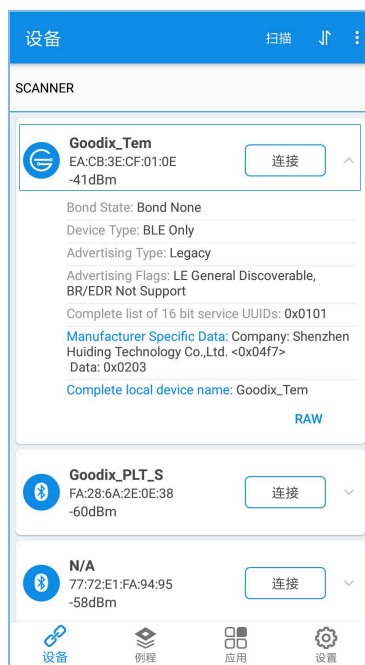 设备
扫描
SCANNER
Goodix_Tem
EA:CB:3E:CF:01:0E
-41dBm
连接
Bond State: Bond None
Device Type: BLE Only
Advertising Type: Legacy
Advertising Flags: LE General Discoverable,
BR/EDR Not Support
Complete list of 16 bit service UUIDs: 0x0101
Manufacturer Specific Data: Company: Shenzhen
Huiding Technology Co.,Ltd. <0x04f7>
Data: 0x0203
Complete local device name: Goodix_Tem
RAW
Goodix_PLT_S
FA:28:6A:2E:0E:38
-60dBm
连接
N/A
77:72:E1:FA:94:95
-58dBm
连接
设备
例程
应用
设置